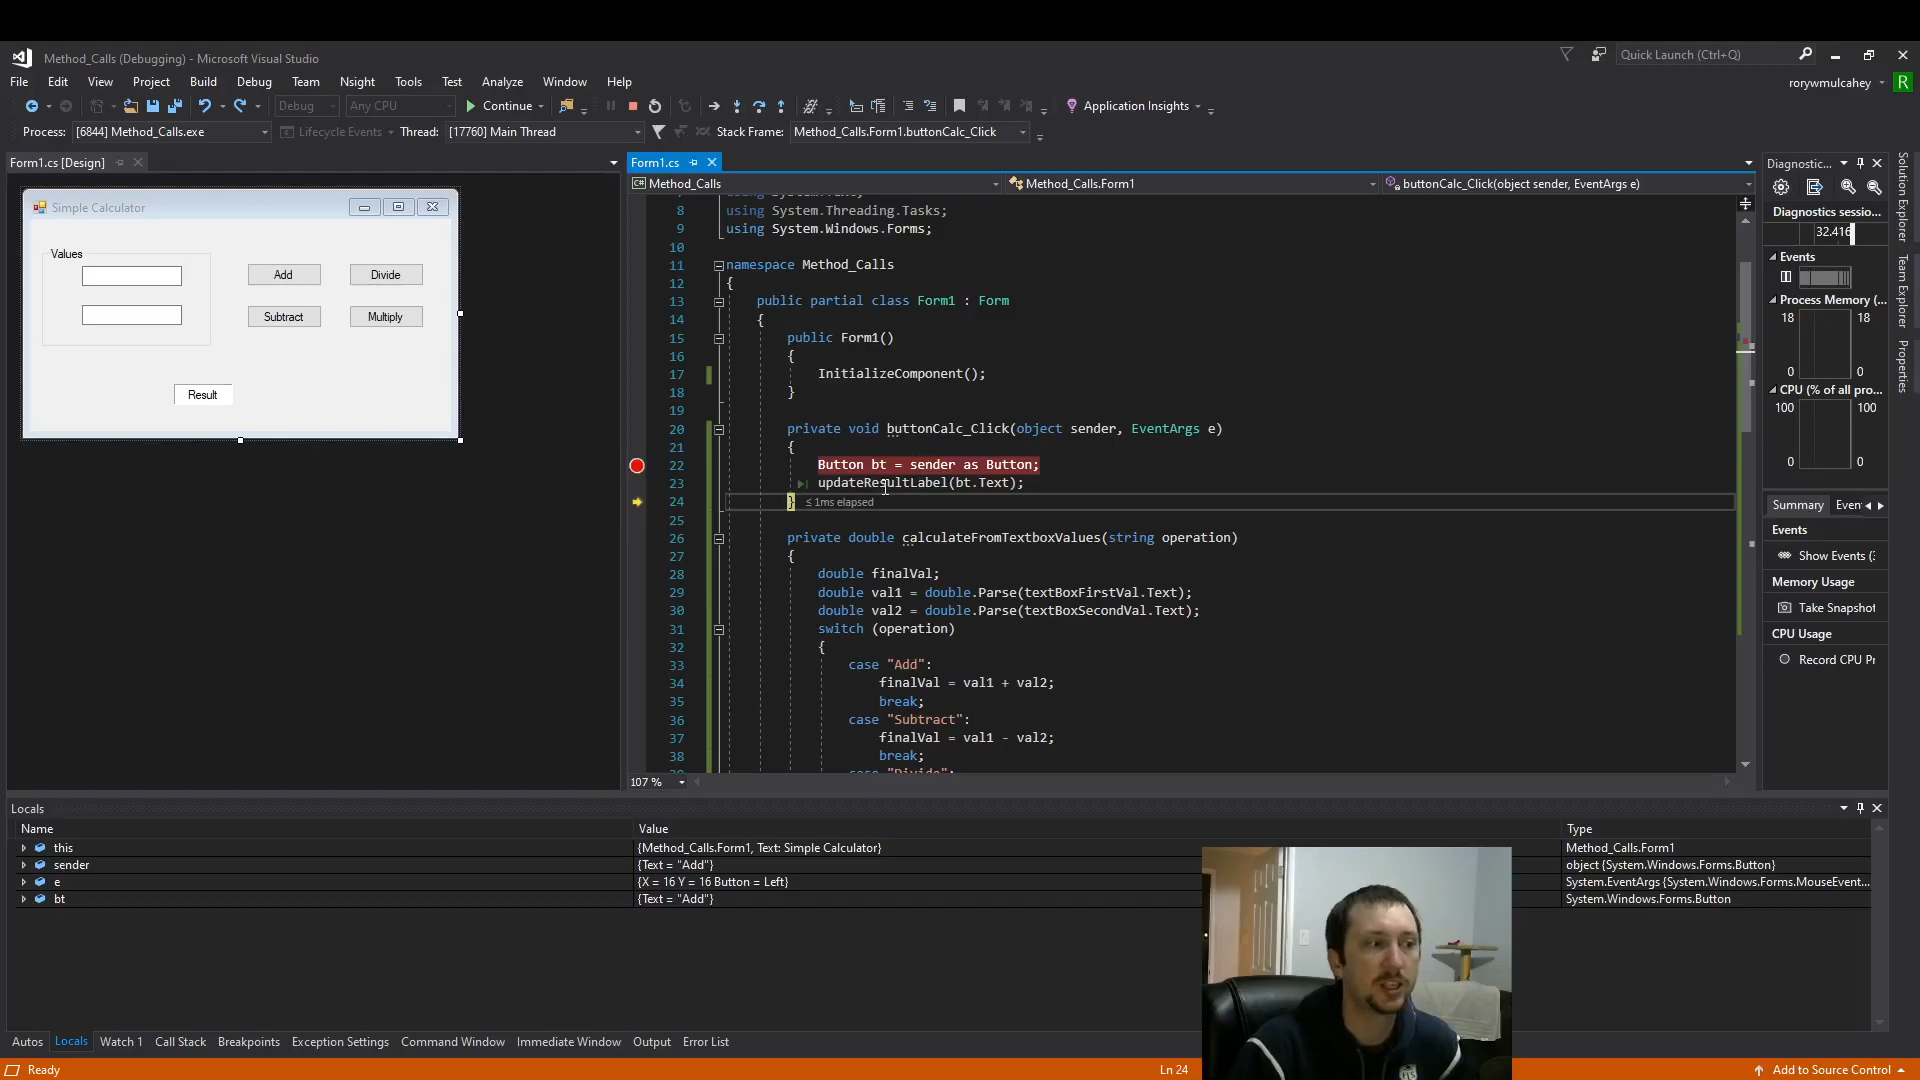 Method_Calls (Debugging) - Microsoft Visual Studio
Quick Launch (Ctrl+Q)
File Edit View Project Build Debug Team Nsight Tools Test Analyze Window Help
rorywmulcahey R
Debug Any CPU Continue Application Insights
Process: [6844] Method_Calls.exe Lifecycle Events Thread: [17760] Main Thread Stack Frame: Method_Calls.Form1.buttonCalc_Click
Form1.cs [Design]
Simple Calculator
Values
Add Divide
Subtract Multiply
Result
Form1.cs
Method_Calls Method_Calls.Form1 buttonCalc_Click(object sender, EventArgs e)
8 using System.Threading.Tasks;
9 using System.Windows.Forms;
10
11 namespace Method_Calls
12 {
13 public partial class Form1 : Form
14 {
15 public Form1()
16 {
17 InitializeComponent();
18 }
19
20 private void buttonCalc_Click(object sender, EventArgs e)
21 {
22 Button bt = sender as Button;
23 updateResultLabel(bt.Text);
24 } ≤ 1ms elapsed
25
26 private double calculateFromTextboxValues(string operation)
27 {
28 double finalVal;
29 double val1 = double.Parse(textBoxFirstVal.Text);
30 double val2 = double.Parse(textBoxSecondVal.Text);
31 switch (operation)
32 {
33 case "Add":
34 finalVal = val1 + val2;
35 break;
36 case "Subtract":
37 finalVal = val1 - val2;
38 break;
107 %
Diagnostic...
Diagnostics sessio...
32.416
Events
Process Memory (...
18 18
0 0
CPU (% of all pro...
100 100
0 0
Summary Even
Events
Show Events (3
Memory Usage
Take Snapshot
CPU Usage
Record CPU Pr
Solution Explorer
Team Explorer
Properties
Locals
Name Value Type
this {Method_Calls.Form1, Text: Simple Calculator} Method_Calls.Form1
sender {Text = "Add"} object {System.Windows.Forms.Button}
e {X = 16 Y = 16 Button = Left} System.EventArgs {System.Windows.Forms.MouseEvent...
bt {Text = "Add"} System.Windows.Forms.Button
Autos Locals Watch 1 Call Stack Breakpoints Exception Settings Command Window Immediate Window Output Error List
Ready Ln 24 Add to Source Control